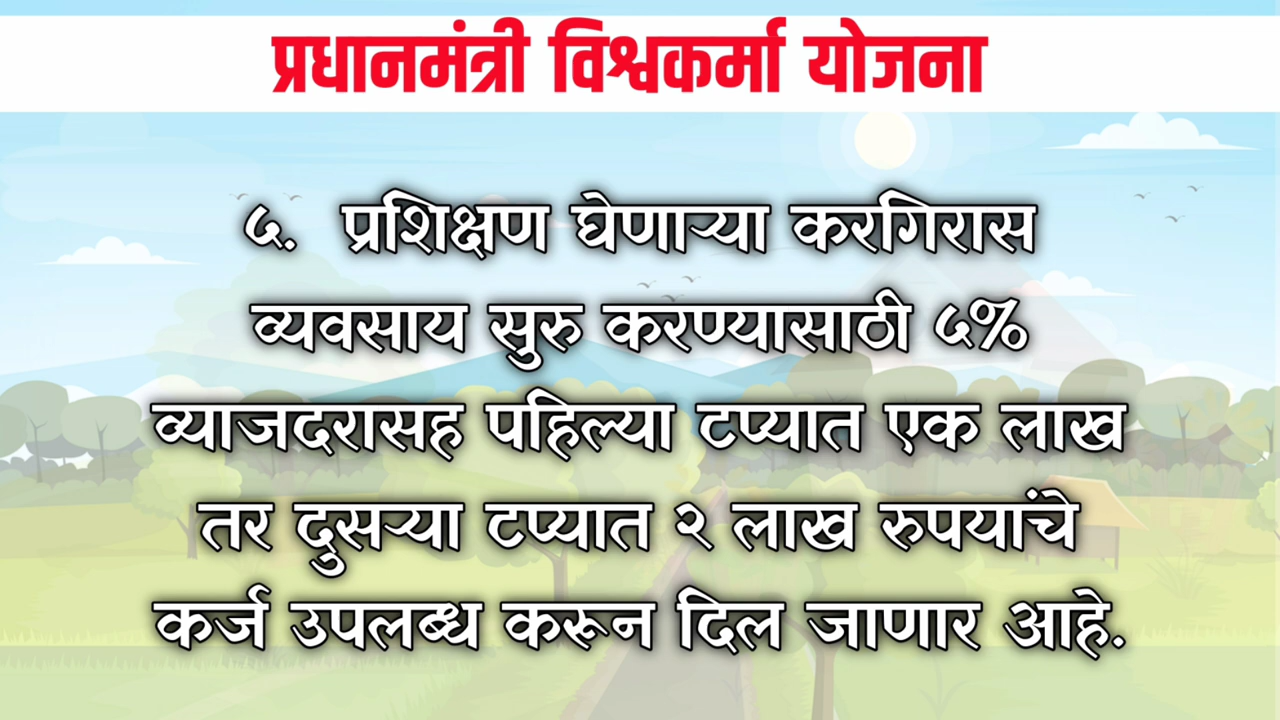 प्रधानमंत्री विश्वकर्मा योजना
५. प्रशिक्षण घेणाऱ्या करगिरास
व्यवसाय सुरु करण्यासाठी ५%
व्याजदरासह पहिल्या टप्यात एक लाख
तर दुसऱ्या टप्यात २ लाख रुपयांचे
कर्ज उपलब्ध करून दिल जाणार आहे.